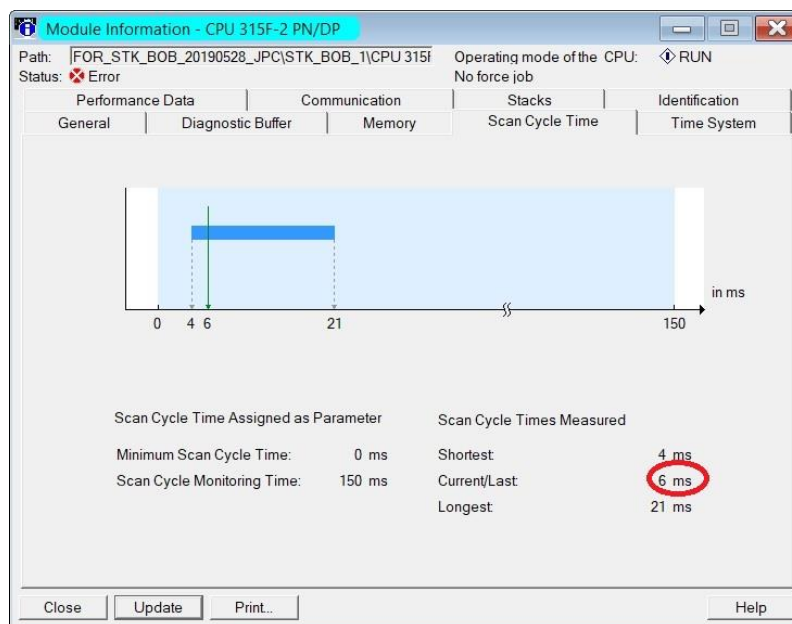 Module Information - CPU 315F-2 PN/DP
Path: FOR_STK_BOB_20190528_JPC\STK_BOB_1\CPU 315F Operating mode of the CPU: RUN
Status: Error No force job
Performance Data Communication Stacks Identification
General Diagnostic Buffer Memory Scan Cycle Time Time System
in ms
0 4 6 21 150
Scan Cycle Time Assigned as Parameter Scan Cycle Times Measured
Minimum Scan Cycle Time: 0 ms Shortest: 4 ms
Scan Cycle Monitoring Time: 150 ms Current/Last: 6 ms
Longest: 21 ms
Close Update Print... Help